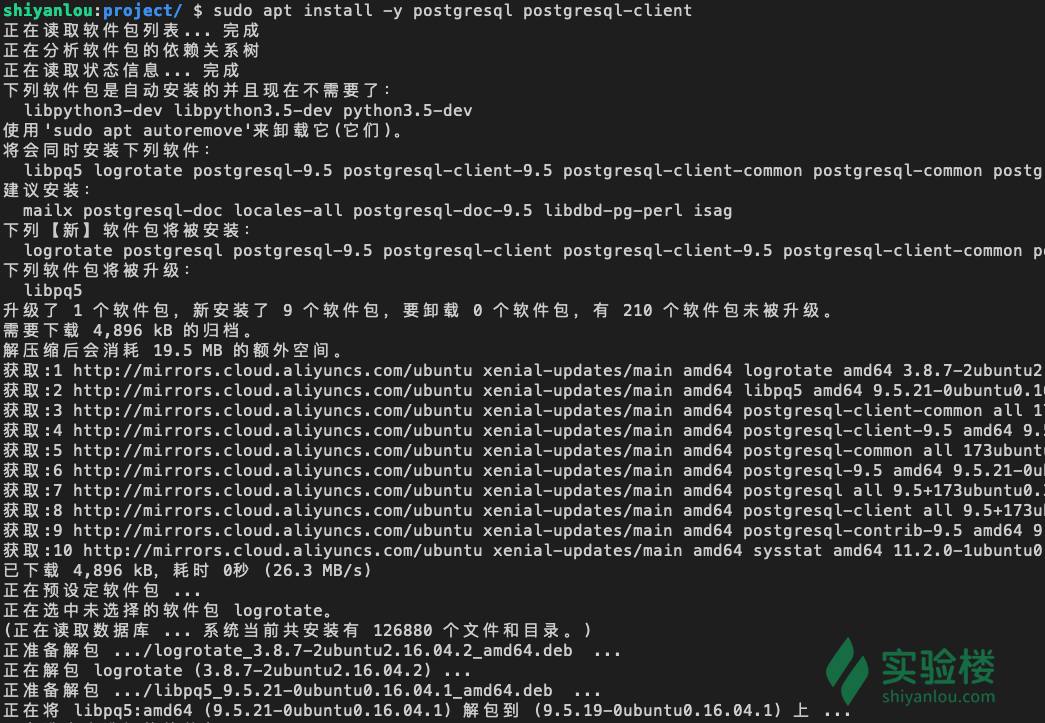 shiyanlou:project/ $ sudo apt install -y postgresql postgresql-client
正在读取软件包列表... 完成
正在分析软件包的依赖关系树
正在读取状态信息... 完成
下列软件包是自动安装的并且现在不需要了：
  libpython3-dev libpython3.5-dev python3.5-dev
使用'sudo apt autoremove'来卸载它(它们)。
将会同时安装下列软件：
  libpq5 logrotate postgresql-9.5 postgresql-client-9.5 postgresql-client-common postgresql-common postg
建议安装：
  mailx postgresql-doc locales-all postgresql-doc-9.5 libdbd-pg-perl isag
下列【新】软件包将被安装：
  logrotate postgresql postgresql-9.5 postgresql-client postgresql-client-9.5 postgresql-client-common
下列软件包将被升级：
  libpq5
升级了 1 个软件包，新安装了 9 个软件包，要卸载 0 个软件包，有 210 个软件包未被升级。
需要下载 4,896 kB 的归档。
解压缩后会消耗 19.5 MB 的额外空间。
获取:1 http://mirrors.cloud.aliyuncs.com/ubuntu xenial-updates/main amd64 logrotate amd64 3.8.7-2ubuntu2
获取:2 http://mirrors.cloud.aliyuncs.com/ubuntu xenial-updates/main amd64 libpq5 amd64 9.5.21-0ubuntu0.16
获取:3 http://mirrors.cloud.aliyuncs.com/ubuntu xenial-updates/main amd64 postgresql-client-common all 17
获取:4 http://mirrors.cloud.aliyuncs.com/ubuntu xenial-updates/main amd64 postgresql-client-9.5 amd64 9.5
获取:5 http://mirrors.cloud.aliyuncs.com/ubuntu xenial-updates/main amd64 postgresql-common all 173ubuntu
获取:6 http://mirrors.cloud.aliyuncs.com/ubuntu xenial-updates/main amd64 postgresql-9.5 amd64 9.5.21-0ub
获取:7 http://mirrors.cloud.aliyuncs.com/ubuntu xenial-updates/main amd64 postgresql all 9.5+173ubuntu0.
获取:8 http://mirrors.cloud.aliyuncs.com/ubuntu xenial-updates/main amd64 postgresql-client all 9.5+173u
获取:9 http://mirrors.cloud.aliyuncs.com/ubuntu xenial-updates/main amd64 postgresql-contrib-9.5 amd64 9
获取:10 http://mirrors.cloud.aliyuncs.com/ubuntu xenial-updates/main amd64 sysstat amd64 11.2.0-1ubuntu0
已下载 4,896 kB，耗时 0秒 (26.3 MB/s)
正在预设定软件包 ...
正在选中未选择的软件包 logrotate。
(正在读取数据库 ... 系统当前共安装有 126880 个文件和目录。)
正准备解包 .../logrotate_3.8.7-2ubuntu2.16.04.2_amd64.deb  ...
正在解包 logrotate (3.8.7-2ubuntu2.16.04.2) ...
正准备解包 .../libpq5_9.5.21-0ubuntu0.16.04.1_amd64.deb  ...
正在将 libpq5:amd64 (9.5.21-0ubuntu0.16.04.1) 解包到 (9.5.19-0ubuntu0.16.04.1) 上 ...
实验楼
shiyanlou.com